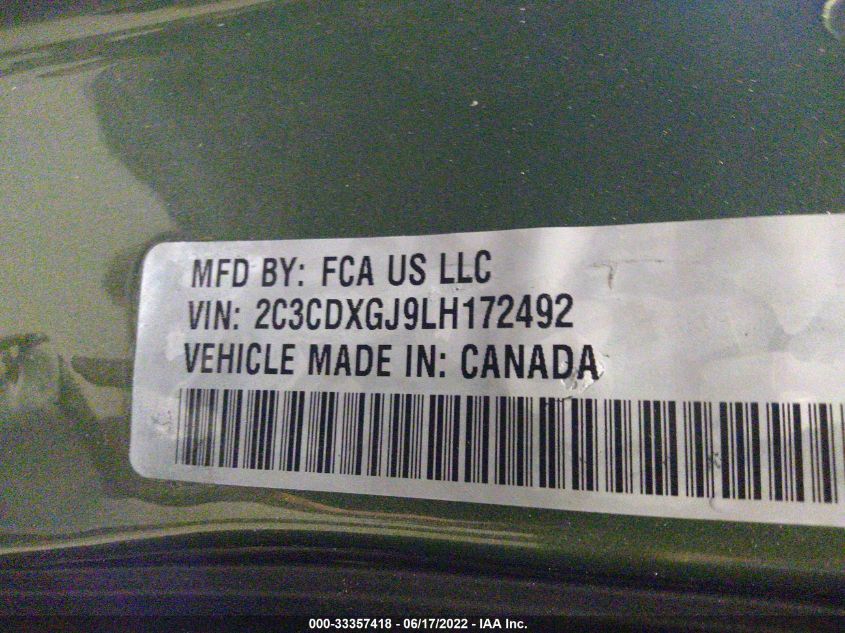 MFD BY: FCA US LLC
VIN: 2C3CDXGJ9LH172492
VEHICLE MADE IN: CANADA
000-33357418 - 06/17/2022 - IAA Inc.